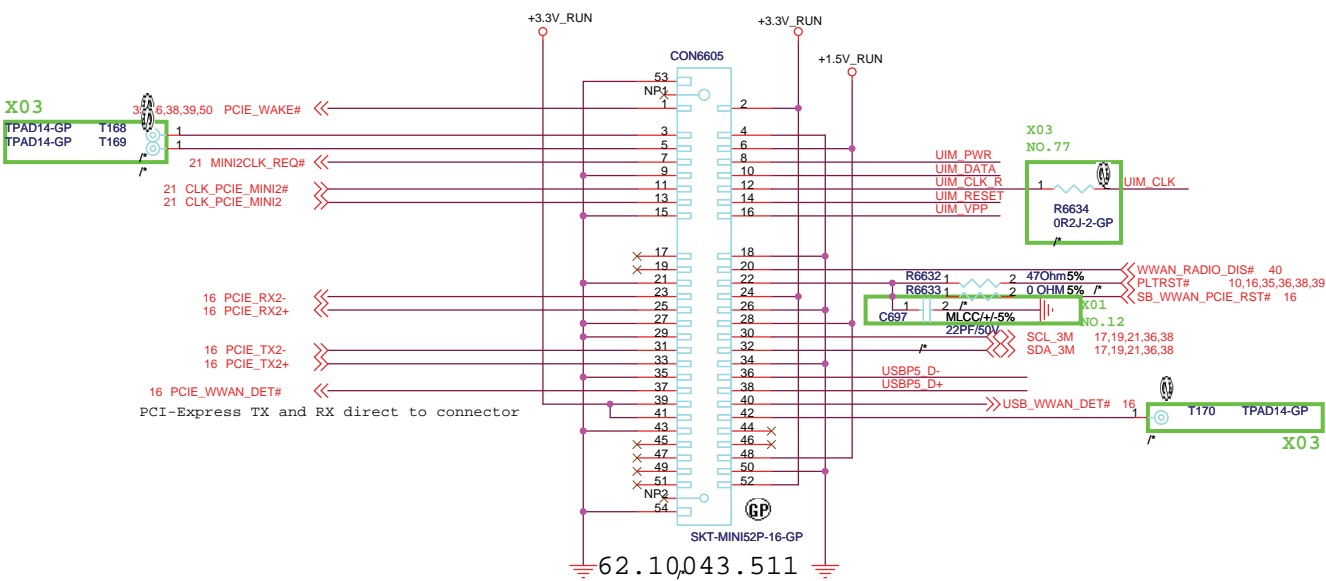 +3.3V_RUN
+3.3V_RUN
+1.5V_RUN
CON6605
53
NP1
X03
6,38,39,50 PCIE_WAKE#
1
2
TPAD14-GP T168 1
TPAD14-GP T169 1
/*
/*
3
4
5
6
21 MINI2CLK_REQ#
7
8
UIM_PWR
9
10
UIM_DATA
21 CLK_PCIE_MINI2#
11
12
UIM_CLK_R
21 CLK_PCIE_MINI2
13
14
UIM_RESET
15
16
UIM_VPP
X03
NO.77
1
UIM_CLK
R6634
0R2J-2-GP
/*
17
18
19
20
WWAN_RADIO_DIS# 40
21
22
R6632 1 2 47Ohm 5%
PLTRST# 10,16,35,36,38,39
16 PCIE_RX2-
23
24
R6633 1 2 0 OHM 5% /*
SB_WWAN_PCIE_RST# 16
16 PCIE_RX2+
25
26
1 2 /*
C697 MLCC/+/-5%
22PF/50V
/*
X01
NO.12
27
28
29
30
SCL_3M 17,19,21,36,38
16 PCIE_TX2-
31
32
SDA_3M 17,19,21,36,38
16 PCIE_TX2+
33
34
35
36
USBP5_D-
16 PCIE_WWAN_DET#
37
38
USBP5_D+
39
40
USB_WWAN_DET# 16
PCI-Express TX and RX direct to connector
41
42
1
T170 TPAD14-GP
/*
X03
43
44
45
46
47
48
49
50
51
52
NP2
54
GP
SKT-MINI52P-16-GP
62.10043.511
/*